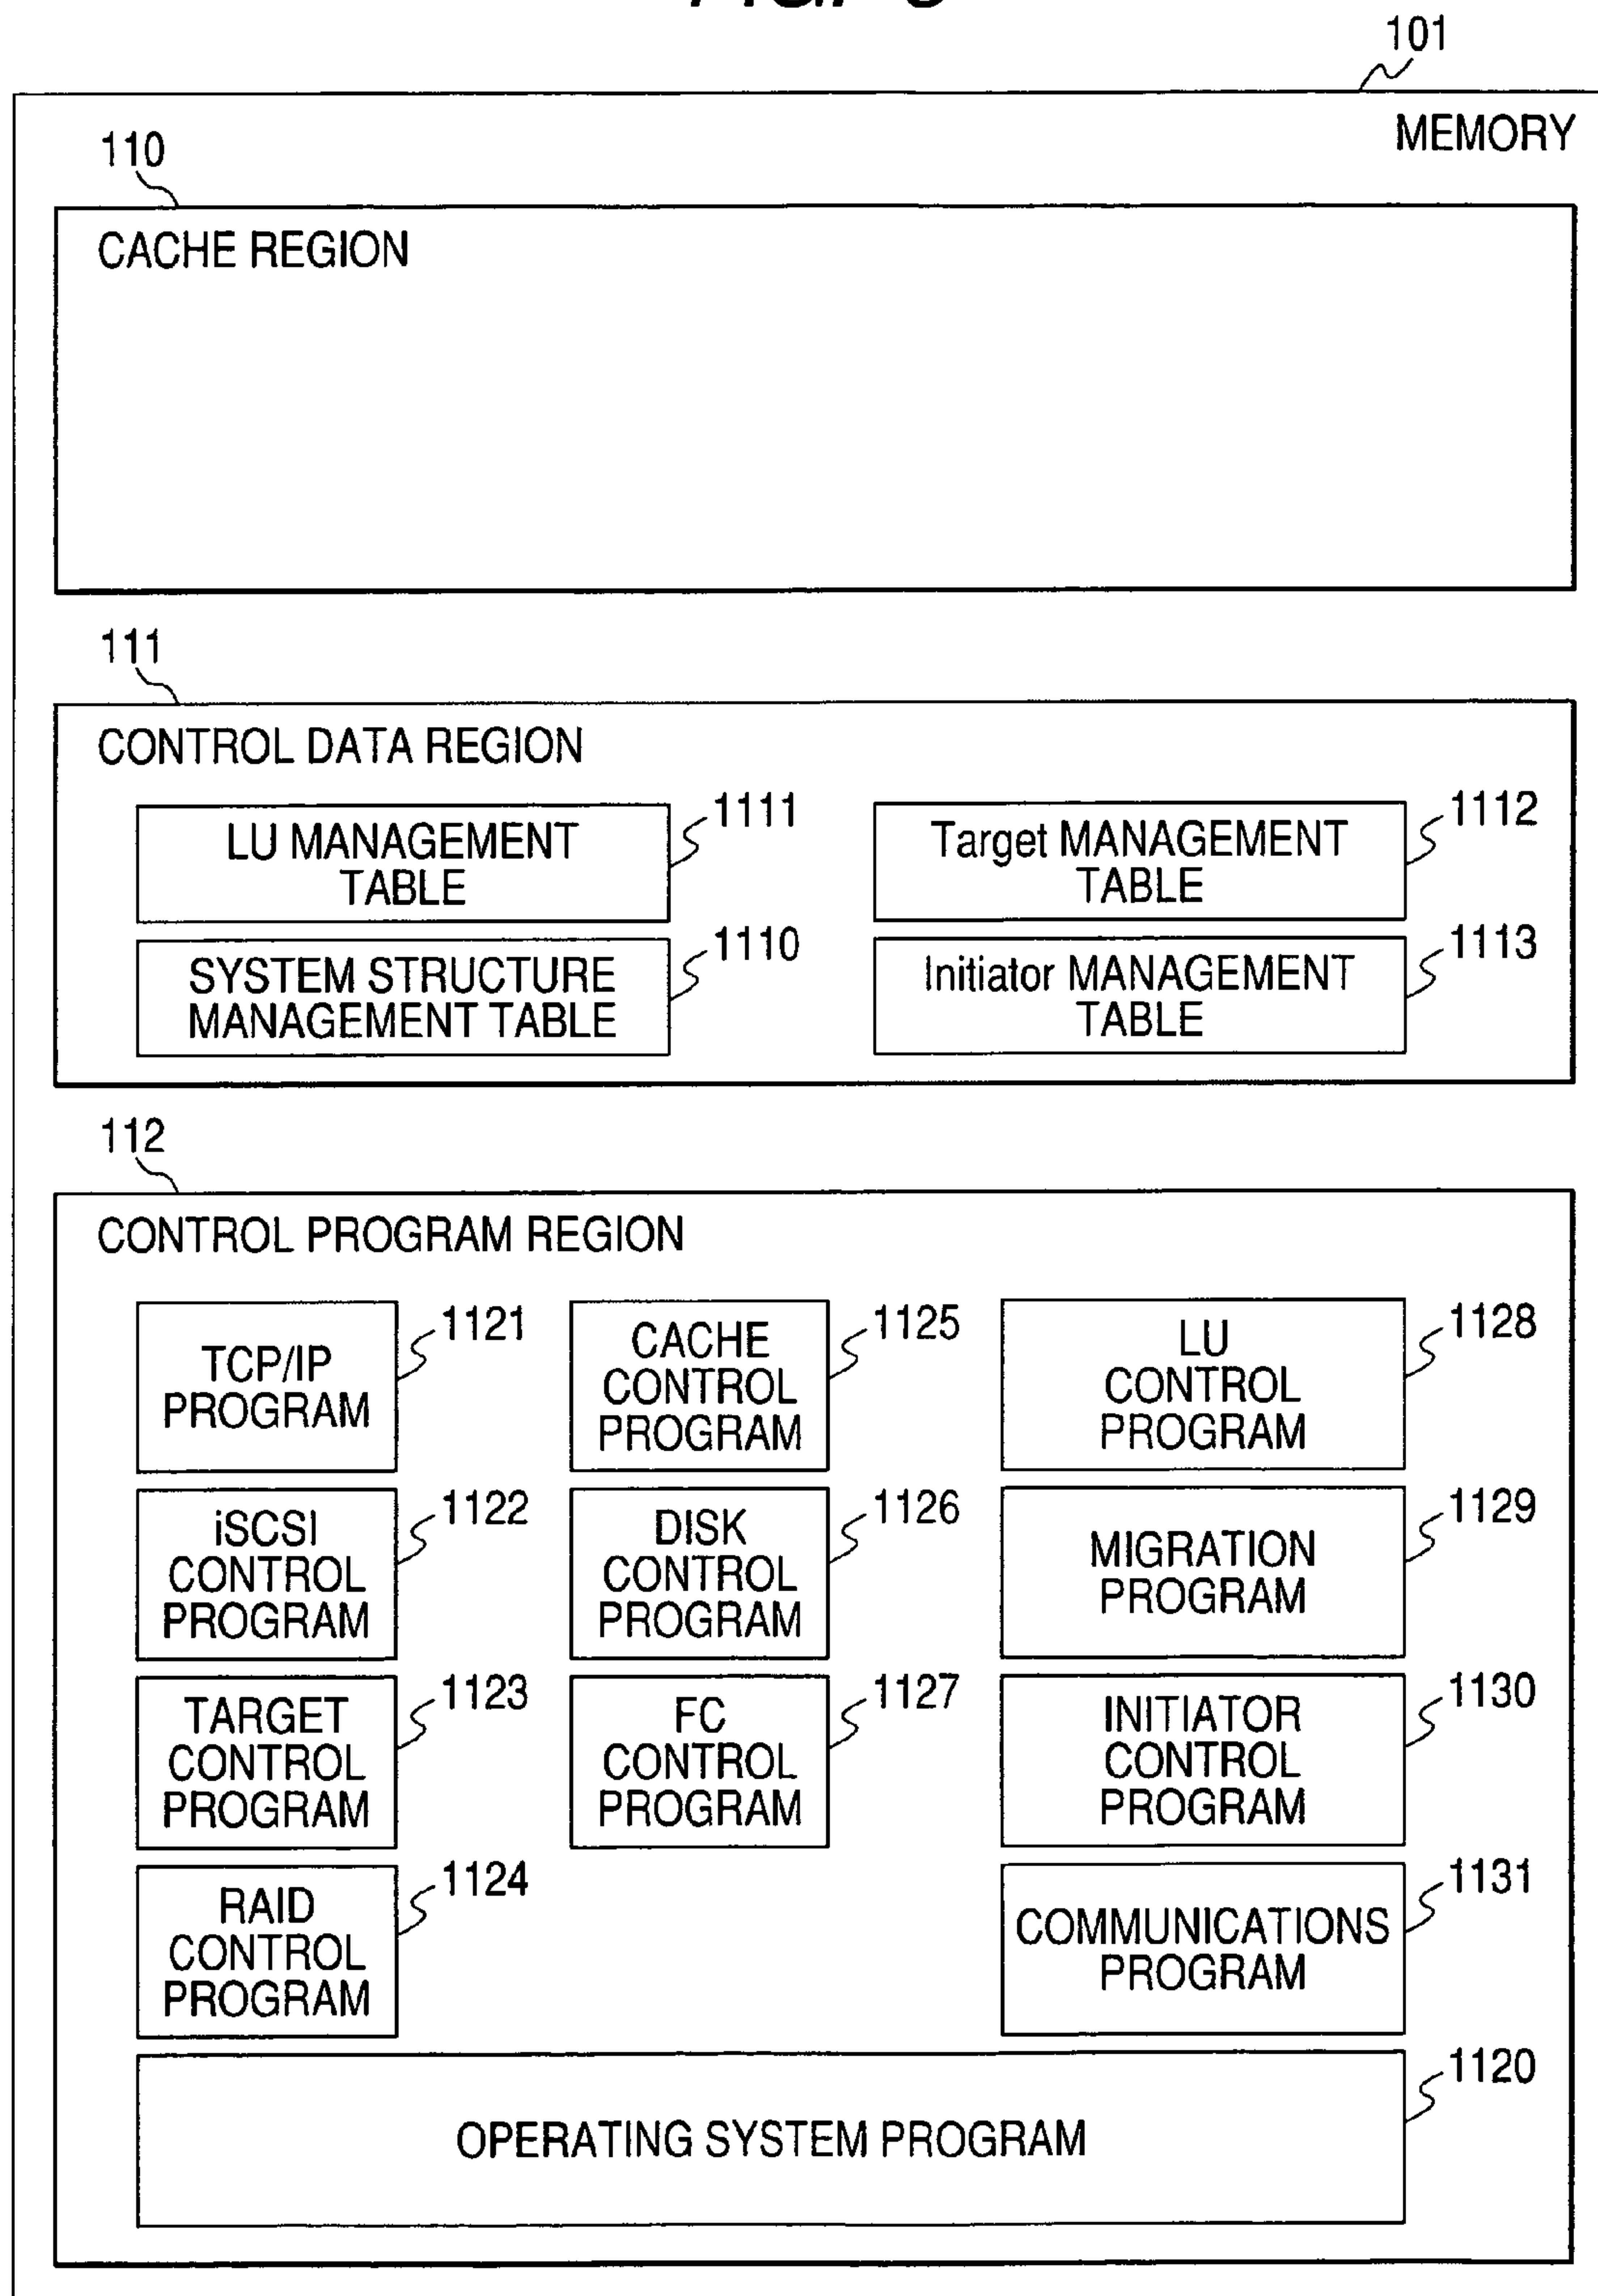 101
MEMORY
110
CACHE REGION
111
CONTROL DATA REGION
LU MANAGEMENT
TABLE
1111
Target MANAGEMENT
TABLE
1112
SYSTEM STRUCTURE
MANAGEMENT TABLE
1110
Initiator MANAGEMENT
TABLE
1113
112
CONTROL PROGRAM REGION
TCP/IP
PROGRAM
1121
CACHE
CONTROL
PROGRAM
1125
LU
CONTROL
PROGRAM
1128
iSCSI
CONTROL
PROGRAM
1122
DISK
CONTROL
PROGRAM
1126
MIGRATION
PROGRAM
1129
TARGET
CONTROL
PROGRAM
1123
FC
CONTROL
PROGRAM
1127
INITIATOR
CONTROL
PROGRAM
1130
RAID
CONTROL
PROGRAM
1124
COMMUNICATIONS
PROGRAM
1131
OPERATING SYSTEM PROGRAM
1120